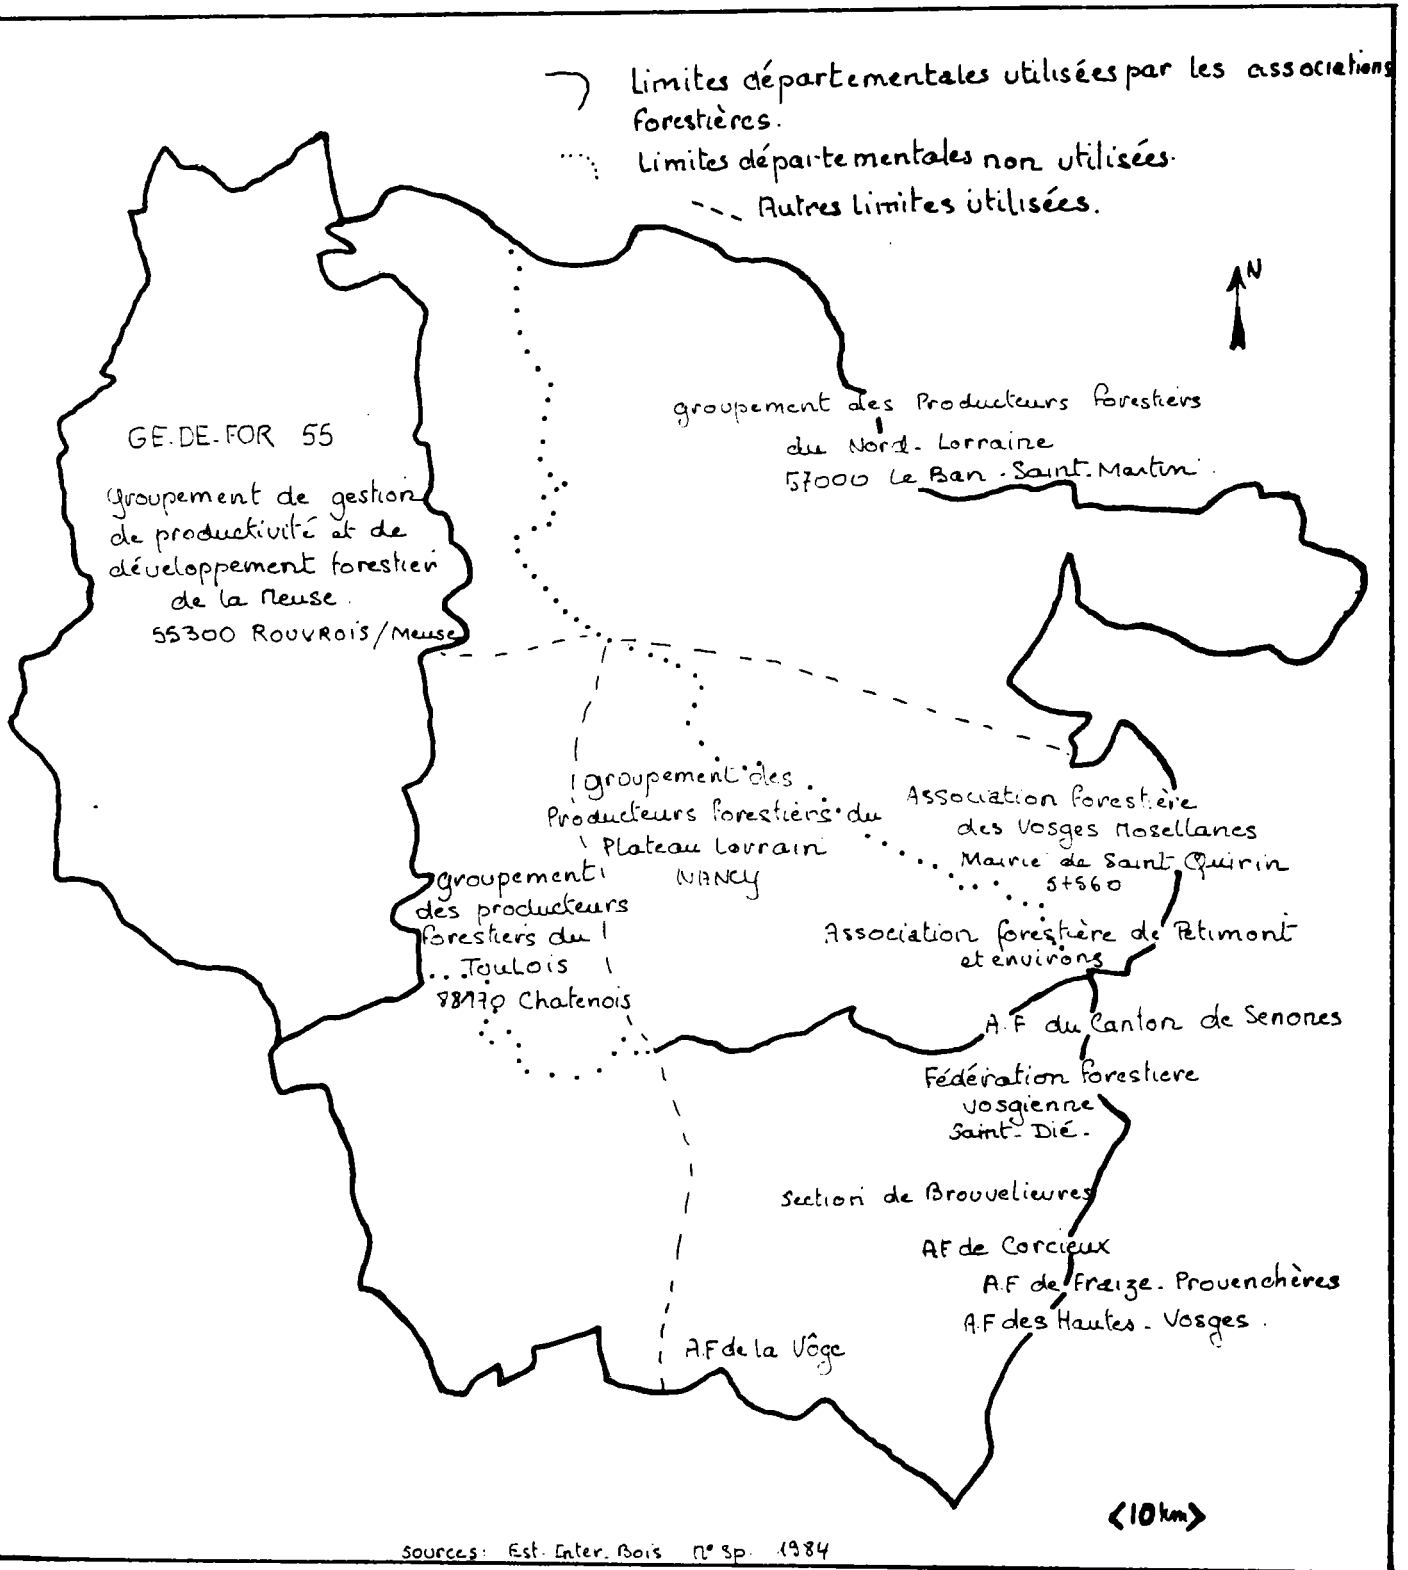 Limites départementales utilisées par les associations
forestières.
Limites départementales non utilisées.
Autres Limites utilisées.
N
groupement des Producteurs forestiers
du Nord-Lorraine
57000 Le Ban-Saint-Martin.
GE.DE.FOR 55
Groupement de gestion
de productivité et de
développement forestier
de la Meuse.
55300 ROUVROIS/Meuse
groupement des
Producteurs forestiers du
Plateau Lorrain
NANCY
Association forestière
des Vosges Mosellanes
Mairie de Saint Quirin
57560
groupement
des producteurs
forestiers du
Toulois
88170 Chatenois
Association forestière de Petimont
et environs
A.F du Canton de Senones
Fédération forestiere
vosgienne
Saint-Dié.
Section de Brouvelieures
AF de Corcieux
A.F de Fraize-Provenchères
A.F des Hautes-Vosges.
A.F de la Vôge
<10km>
sources: Est. Inter. Bois n° sp. 1984